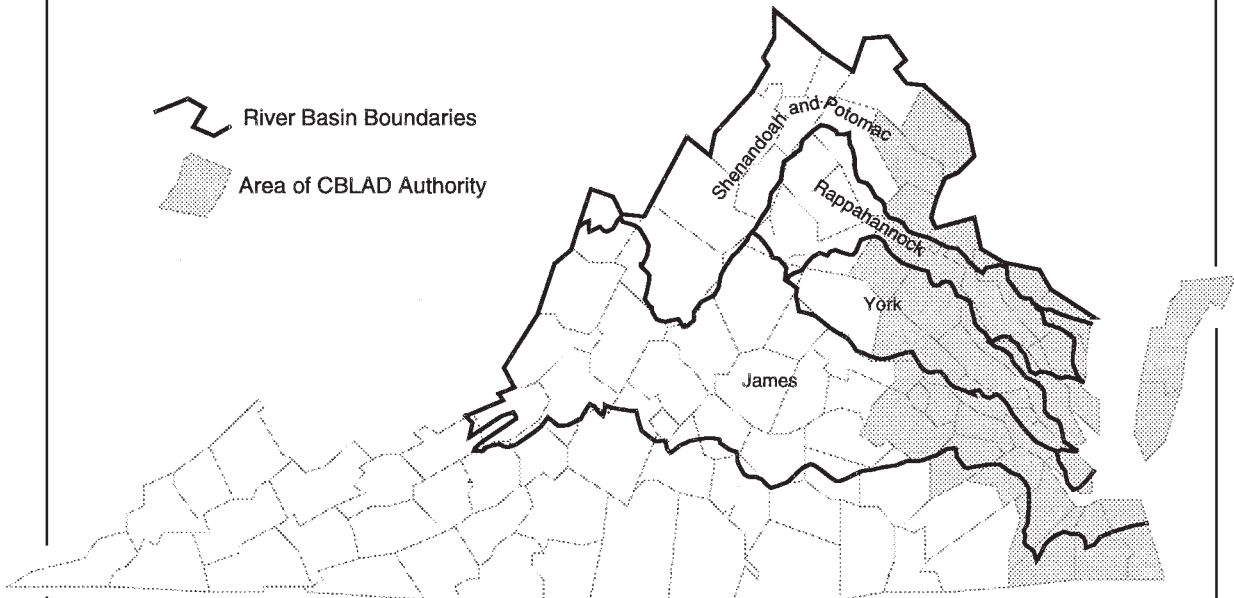 River Basin Boundaries
Area of CBLAD Authority
Shenandoah and Potomac
Rappahannock
York
James